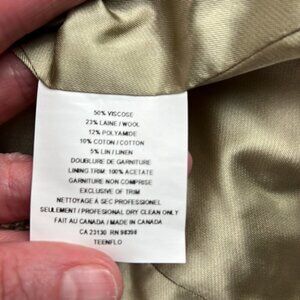 50% VISCOSE
23% LAINE / WOOL
12% POLYAMIDE
10% COTON / COTTON
5% LIN / LINEN
DOUBLURE DE GARNITURE
LINING TRIM: 100% ACETATE
GARNITURE NON COMPRISE
EXCLUSIVE OF TRIM
NETTOYAGE A SEC PROFESSIONEL
SEULEMENT / PROFESIONAL DRY CLEAN ONLY
FAIT AU CANADA / MADE IN CANADA
CA 23130 RN 98398
TEENFLO